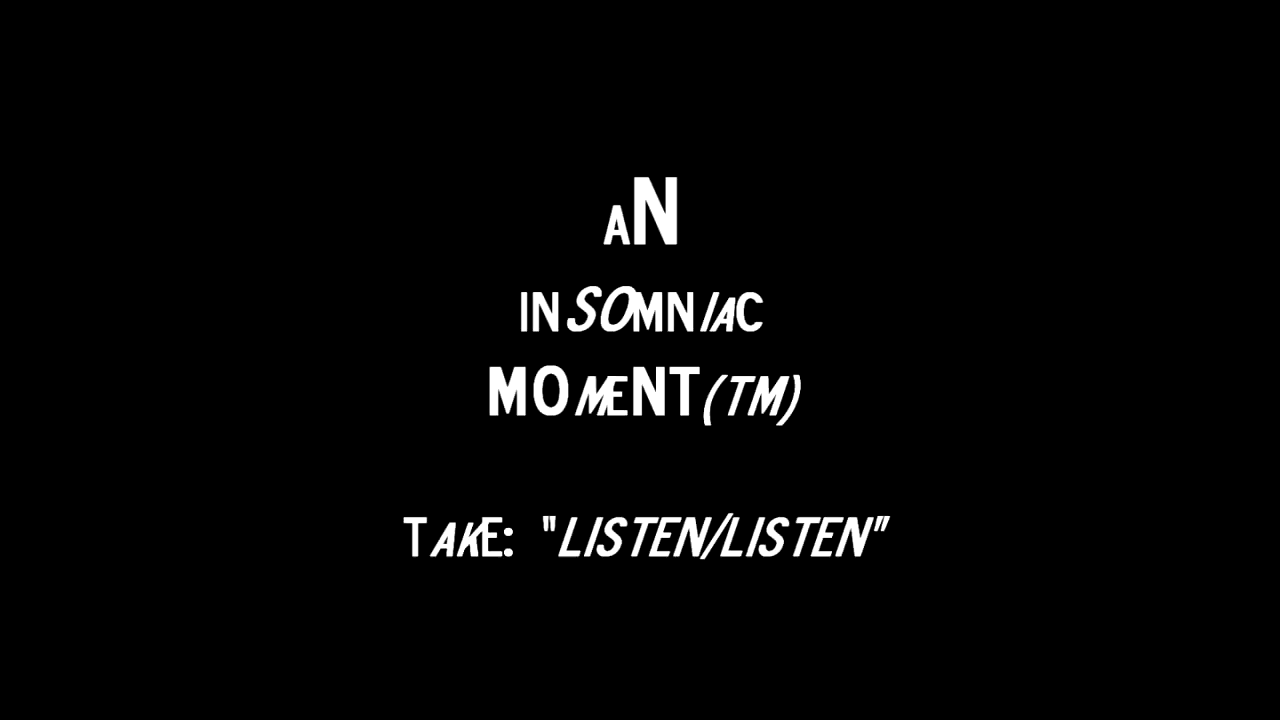 AN
INSOMNIAC
MOMENT(TM)
TAKE: "LISTEN/LISTEN"